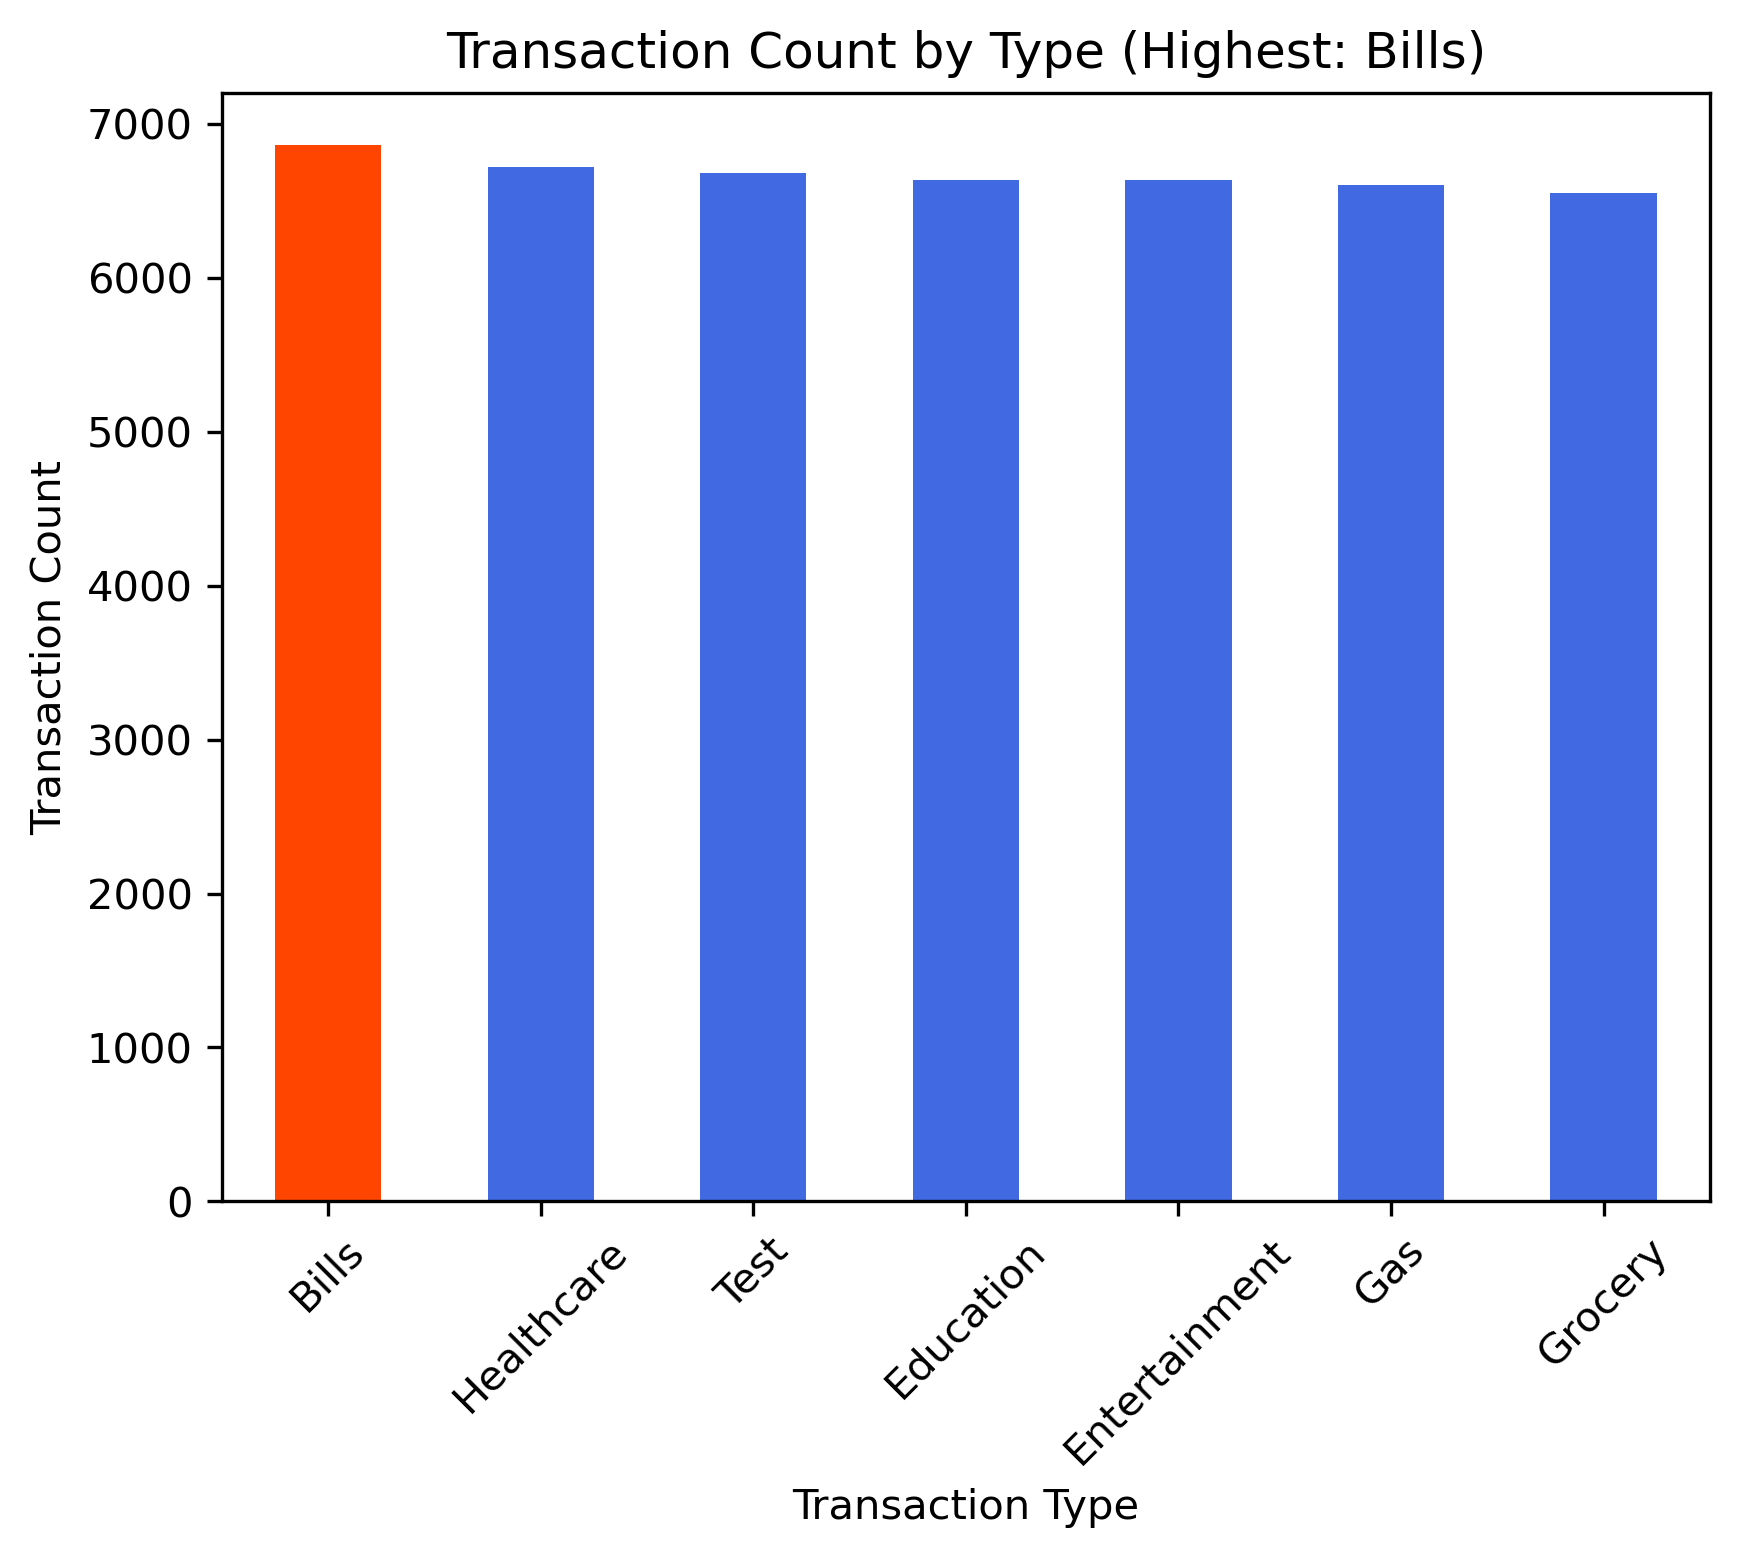 Transaction Count by Type (Highest: Bills)
7000
6000
5000
4000
3000
2000
1000
0
Transaction Count
Bills
Healthcare
Test
Education
Entertainment
Gas
Grocery
Transaction Type